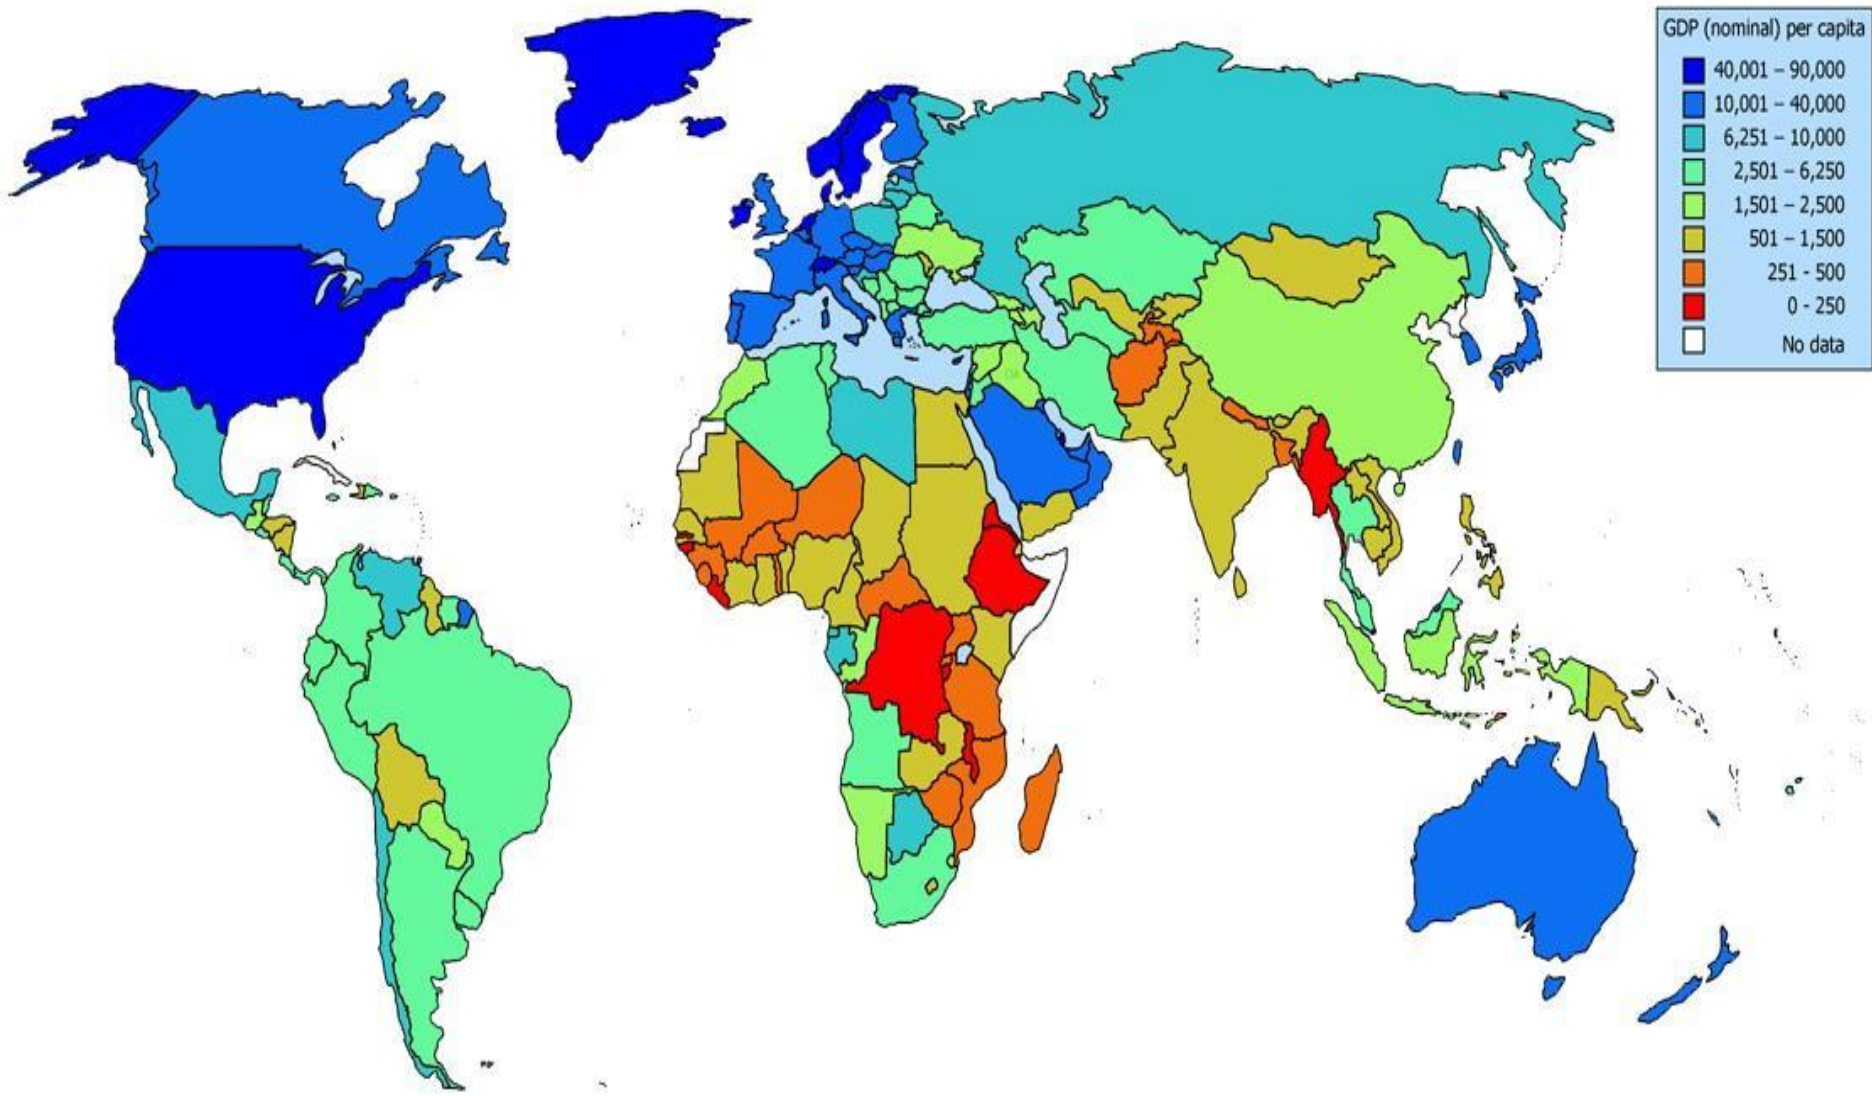 GDP (nominal) per capita
40,001 – 90,000
10,001 – 40,000
6,251 – 10,000
2,501 – 6,250
1,501 – 2,500
501 – 1,500
251 - 500
0 - 250
No data